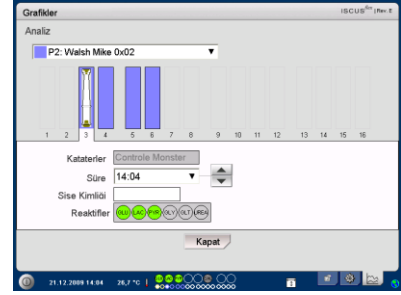 Grafikler ISCUSflex | Rev. E
Analiz
P2: Walsh Mike 0x02
1 2 3 4 5 6 7 8 9 10 11 12 13 14 15 16
Kataterler Controle Monster
Süre 14:04
Sise Kimliği
Reaktifler GLU LAC PYR GLY GLT UREA
Kapat
21.12.2009 14:04 26,7 °C